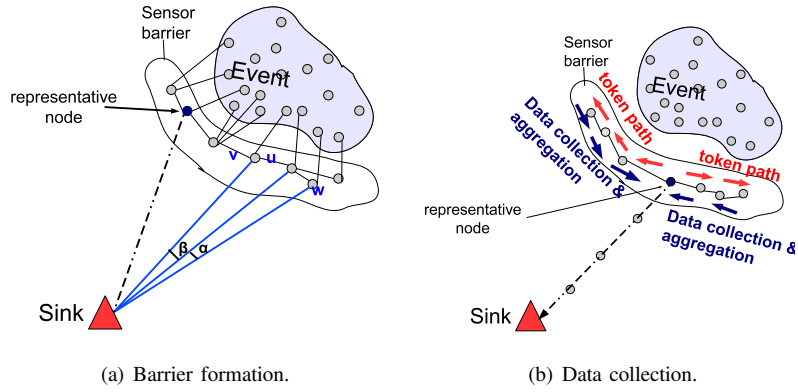 Sensor
barrier
Event
representative
node
v
u
w
β
α
Sink
(a) Barrier formation.
Sensor
barrier
token path
Event
Data collection &
aggregation
token path
representative
node
Data collection &
aggregation
Sink
(b) Data collection.